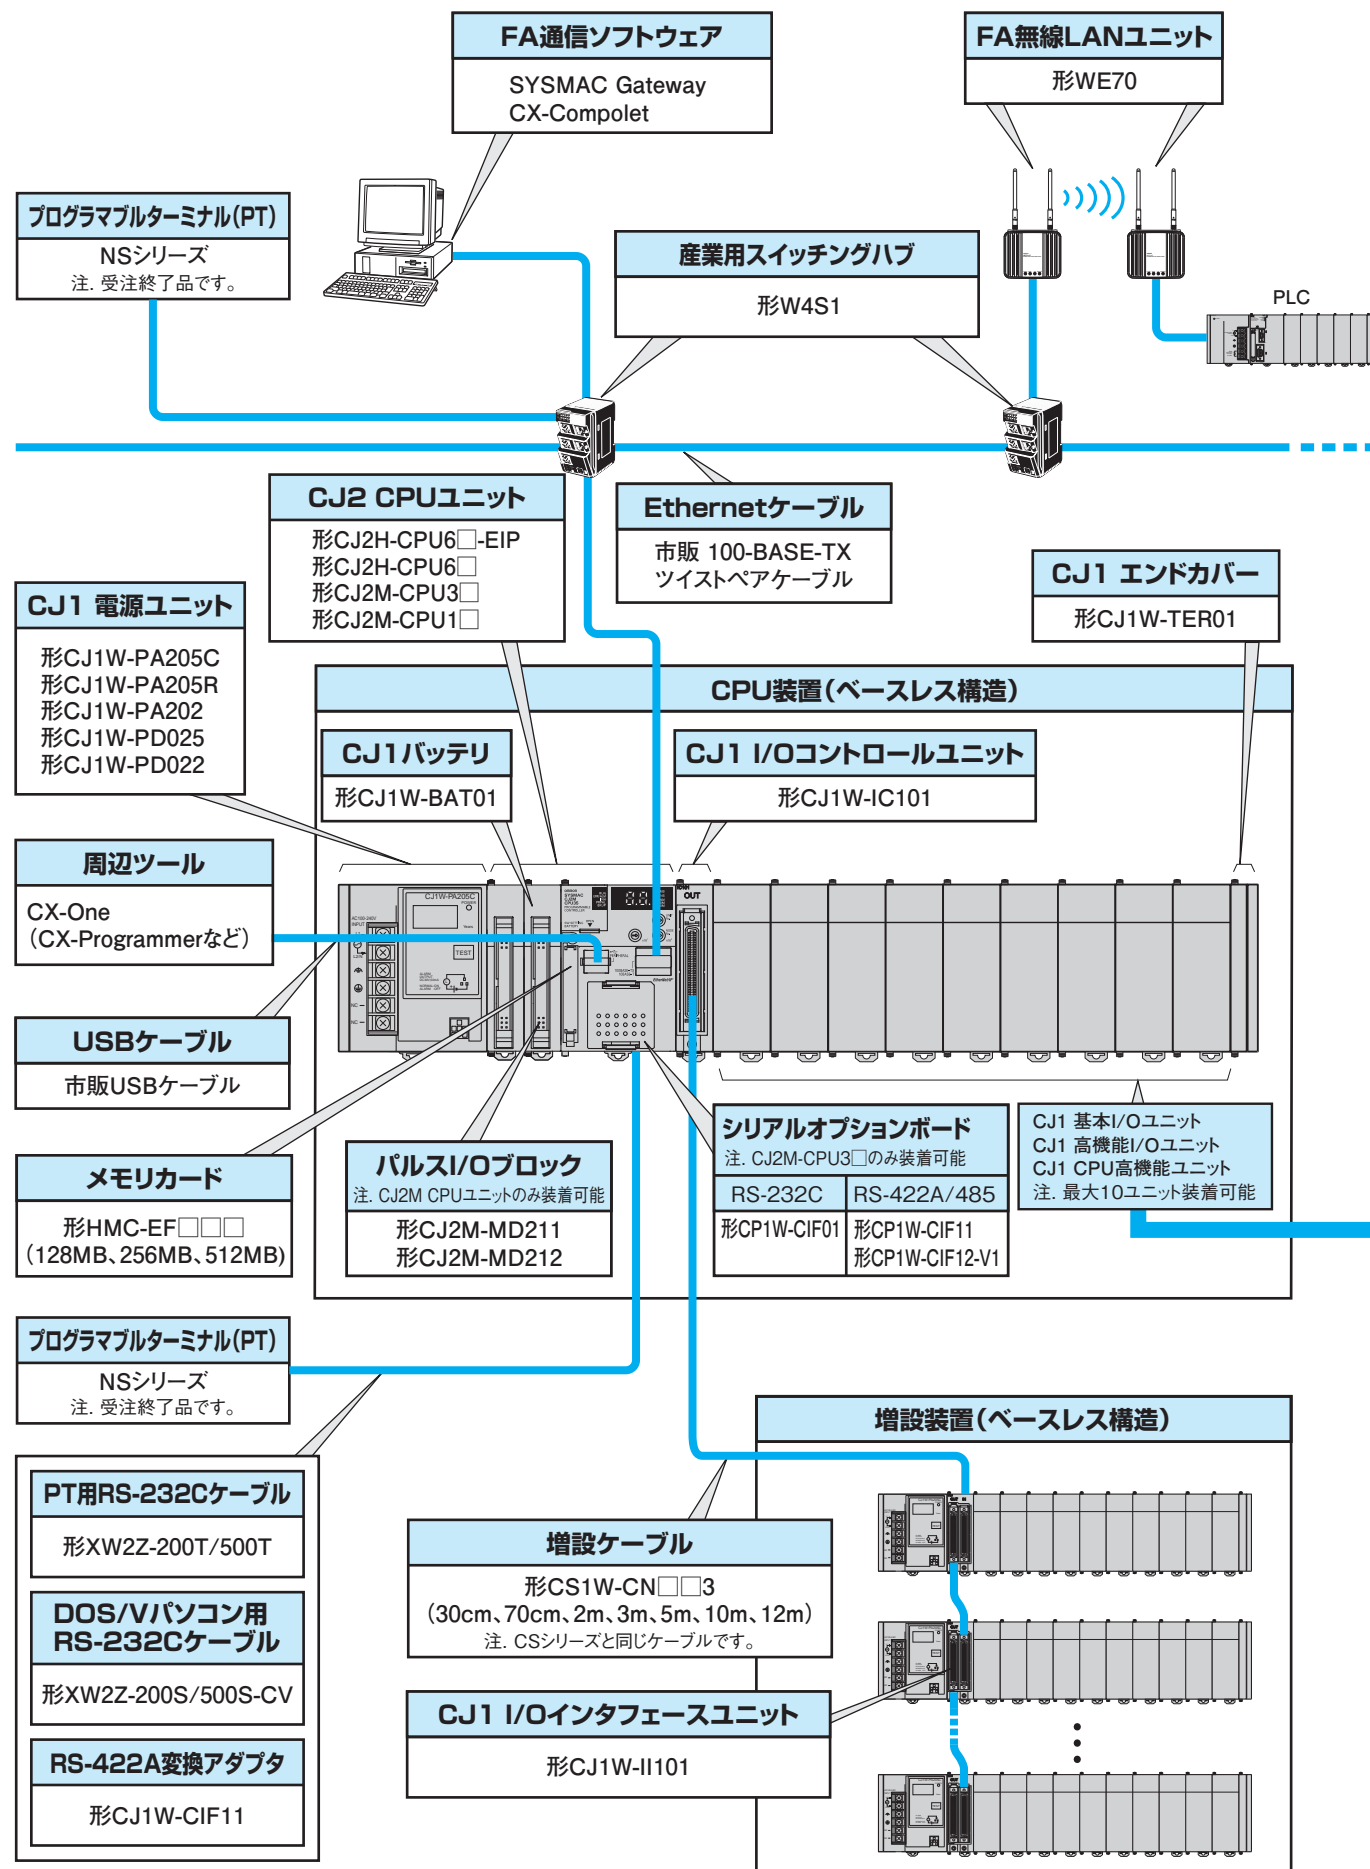 FA通信ソフトウェア
SYSMAC Gateway
CX-Compolet
FA無線LANユニット
形WE70
プログラマブルターミナル(PT)
NSシリーズ
注. 受注終了品です。
産業用スイッチングハブ
形W4S1
PLC
CJ2 CPUユニット
形CJ2H-CPU6□-EIP
形CJ2H-CPU6□
形CJ2M-CPU3□
形CJ2M-CPU1□
Ethernetケーブル
市販 100-BASE-TX
ツイストペアケーブル
CJ1 エンドカバー
形CJ1W-TER01
CJ1 電源ユニット
形CJ1W-PA205C
形CJ1W-PA205R
形CJ1W-PA202
形CJ1W-PD025
形CJ1W-PD022
CPU装置(ベースレス構造)
CJ1バッテリ
形CJ1W-BAT01
CJ1 I/Oコントロールユニット
形CJ1W-IC101
周辺ツール
CX-One
(CX-Programmerなど)
CJ1W-PA205C
POWER
Years
TEST
AC100-240V
INPUT
NC
NC
SYSMAC
CJ2M
CPU35
OUT
USBケーブル
市販USBケーブル
メモリカード
形HMC-EF□□□
(128MB、256MB、512MB)
パルスI/Oブロック
注. CJ2M CPUユニットのみ装着可能
形CJ2M-MD211
形CJ2M-MD212
シリアルオプションボード
注. CJ2M-CPU3□のみ装着可能
RS-232C
RS-422A/485
形CP1W-CIF01
形CP1W-CIF11
形CP1W-CIF12-V1
CJ1 基本I/Oユニット
CJ1 高機能I/Oユニット
CJ1 CPU高機能ユニット
注. 最大10ユニット装着可能
プログラマブルターミナル(PT)
NSシリーズ
注. 受注終了品です。
PT用RS-232Cケーブル
形XW2Z-200T/500T
DOS/Vパソコン用
RS-232Cケーブル
形XW2Z-200S/500S-CV
RS-422A変換アダプタ
形CJ1W-CIF11
増設装置(ベースレス構造)
増設ケーブル
形CS1W-CN□□3
(30cm、70cm、2m、3m、5m、10m、12m)
注. CSシリーズと同じケーブルです。
CJ1 I/Oインタフェースユニット
形CJ1W-II101